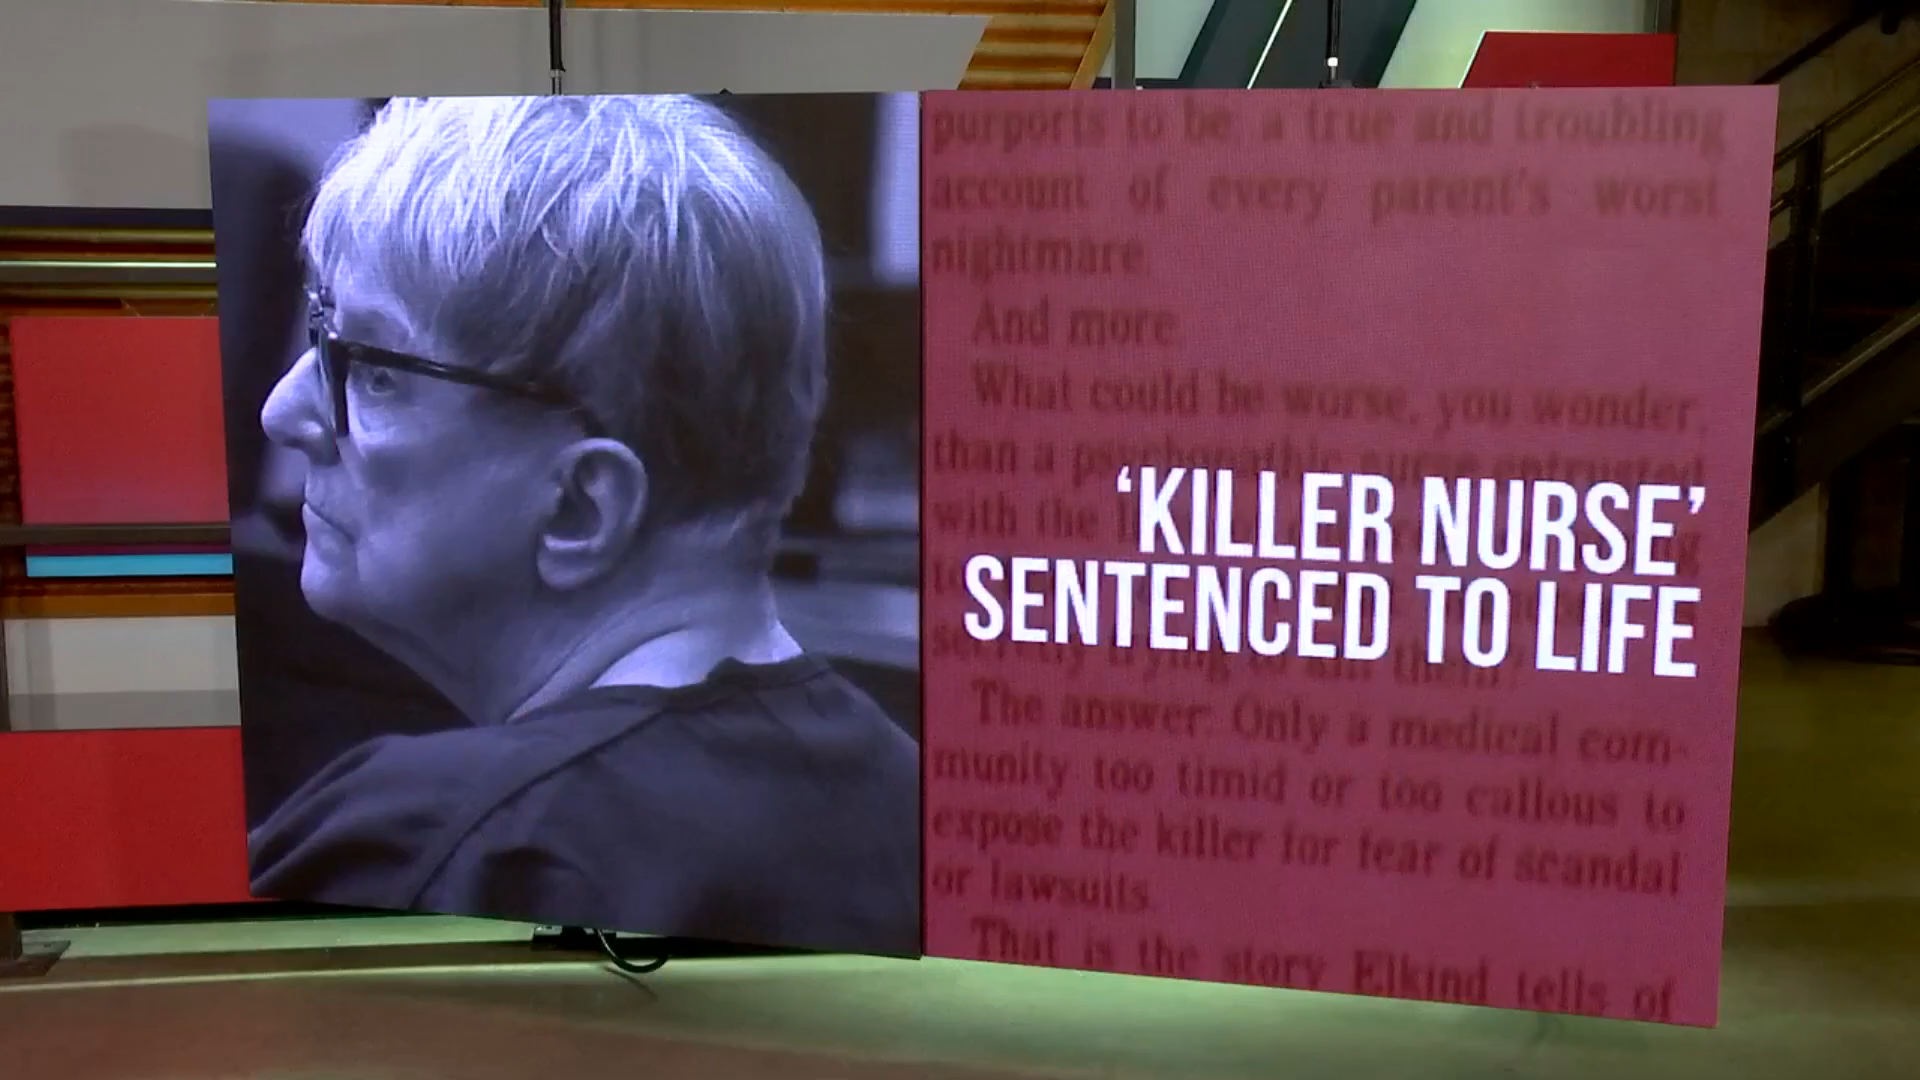 purports to be a true and troubling
account of every parent's worst
nightmare.
And more
What could be worse, you wonder,
than a psychopathic nurse entrusted
with the
'KILLER NURSE'
SENTENCED TO LIFE
The answer: Only a medical com-
munity too timid or too callous to
expose the killer for fear of scandal
or lawsuits.
That is the story Elkind tells of